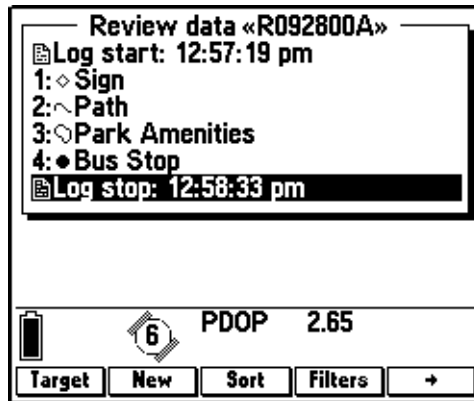 Review data «R092800A»
Log start: 12:57:19 pm
1: Sign
2: Path
3: Park Amenities
4: Bus Stop
Log stop: 12:58:33 pm
6 PDOP 2.65
Target New Sort Filters →